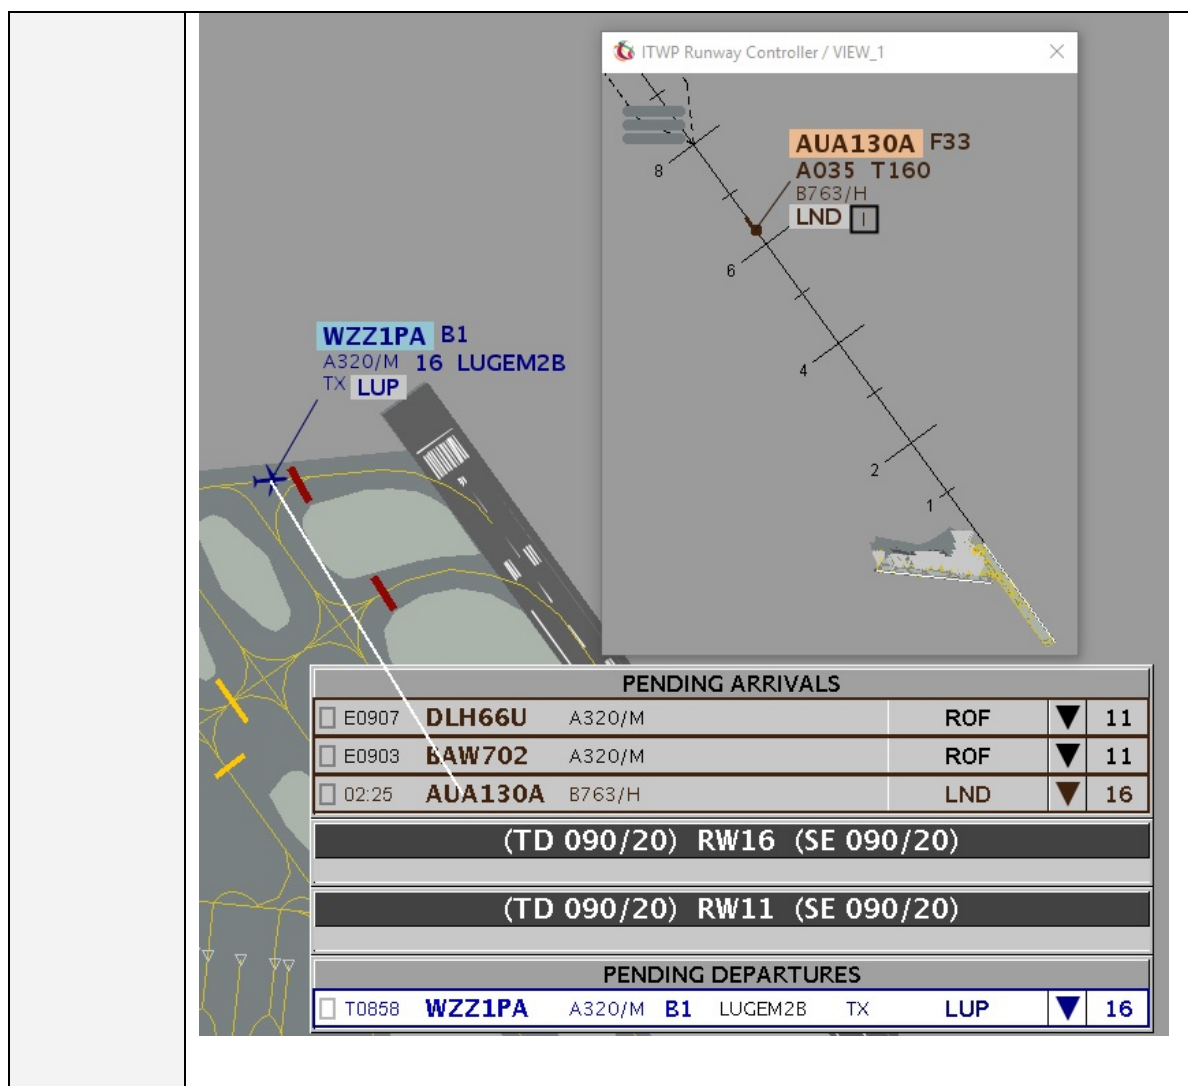 ITWP Runway Controller / VIEW_1
AUA130A F33
A035 T160
B763/H
LND I
8
6
4
2
1
WZZ1PA B1
A320/M 16 LUGEM2B
TX LUP
PENDING ARRIVALS
E0907 DLH66U A320/M ROF 11
E0903 BAW702 A320/M ROF 11
02:25 AUA130A B763/H LND 16
(TD 090/20) RW16 (SE 090/20)
(TD 090/20) RW11 (SE 090/20)
PENDING DEPARTURES
T0858 WZZ1PA A320/M B1 LUGEM2B TX LUP 16